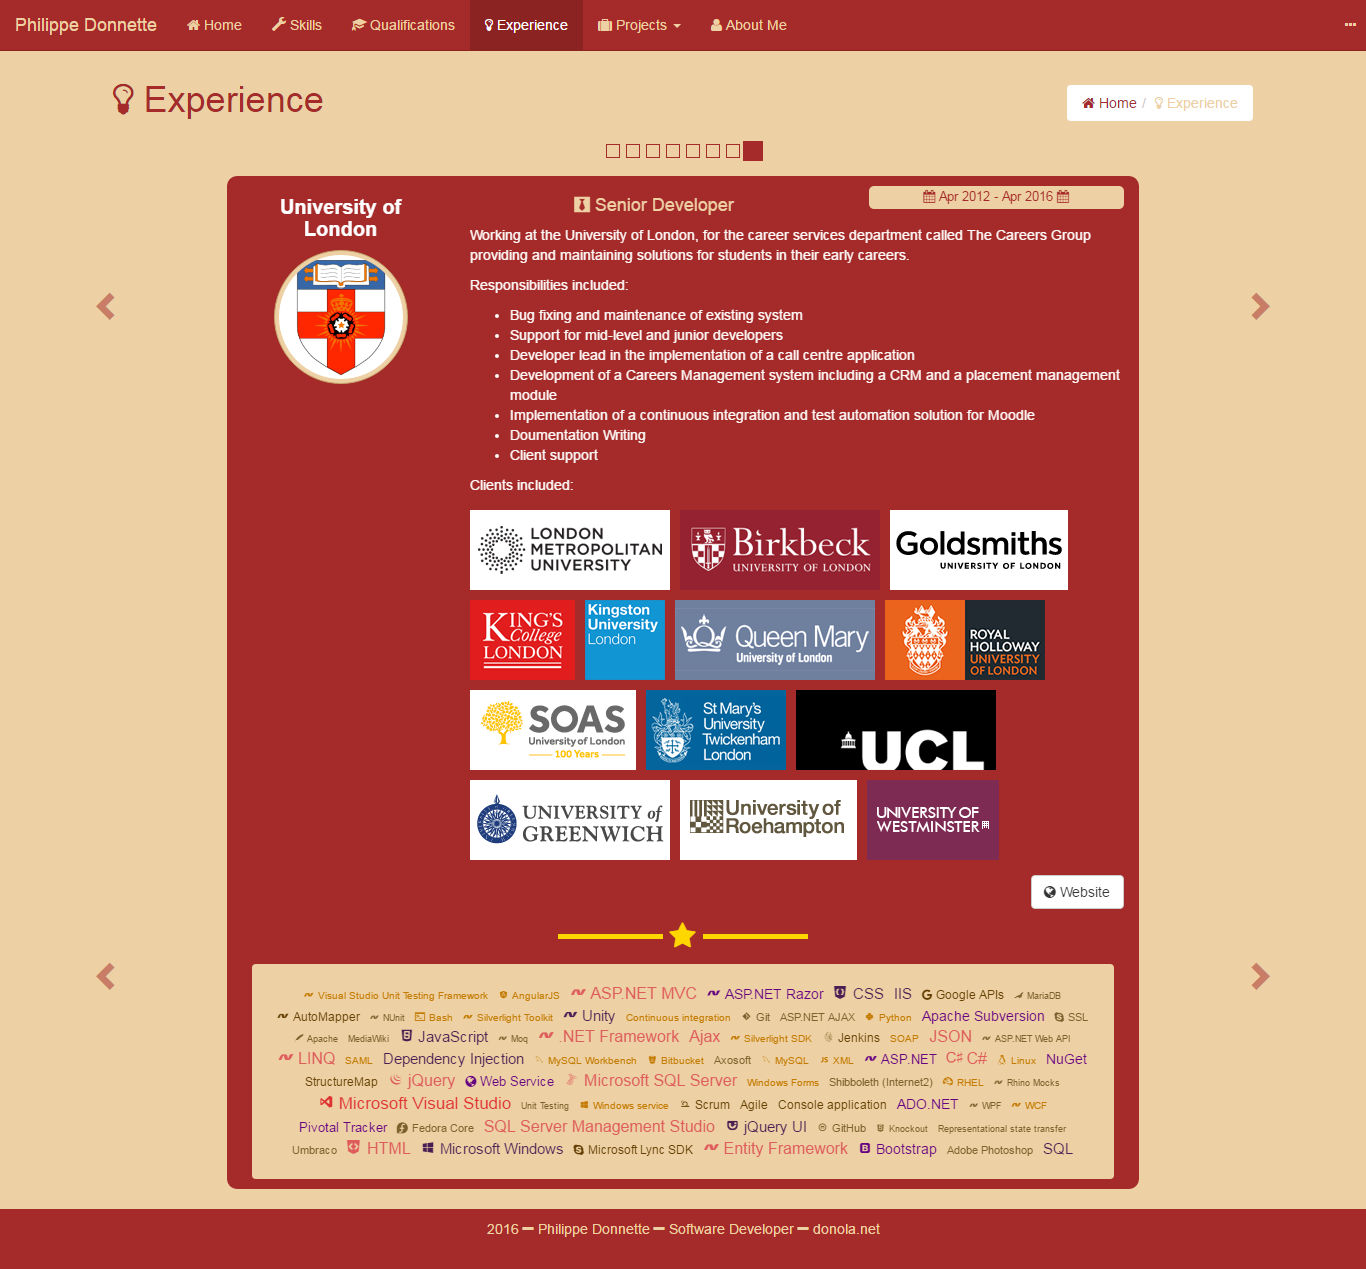 Philippe Donnette Home Skills Qualifications Experience Projects About Me
Experience
Home / Experience
University of
London
Senior Developer
Apr 2012 - Apr 2016
Working at the University of London, for the career services department called The Careers Group
providing and maintaining solutions for students in their early careers.
Responsibilities included:
• Bug fixing and maintenance of existing system
• Support for mid-level and junior developers
• Developer lead in the implementation of a call centre application
• Development of a Careers Management system including a CRM and a placement management
module
• Implementation of a continuous integration and test automation solution for Moodle
• Doumentation Writing
• Client support
Clients included:
LONDON
METROPOLITAN
UNIVERSITY
Birkbeck
UNIVERSITY OF LONDON
Goldsmiths
UNIVERSITY OF LONDON
KING'S
College
LONDON
Kingston
University
London
Queen Mary
University of London
ROYAL
HOLLOWAY
UNIVERSITY
OF LONDON
SOAS
University of London
100 Years
St Mary's
University
Twickenham
London
UCL
UNIVERSITY of
GREENWICH
University of
Roehampton
UNIVERSITY OF
WESTMINSTER
Website
Visual Studio Unit Testing Framework AngularJS ASP.NET MVC ASP.NET Razor CSS IIS Google APIs MariaDB
AutoMapper NUnit Bash Silverlight Toolkit Unity Continuous integration Git ASP.NET AJAX Python Apache Subversion SSL
Apache MediaWiki JavaScript Moq .NET Framework Ajax Silverlight SDK Jenkins SOAP JSON ASP.NET Web API
LINQ SAML Dependency Injection MySQL Workbench Bitbucket Axosoft MySQL XML ASP.NET C# Linux NuGet
StructureMap jQuery Web Service Microsoft SQL Server Windows Forms Shibboleth (Internet2) RHEL Rhino Mocks
Microsoft Visual Studio Unit Testing Windows service Scrum Agile Console application ADO.NET WPF WCF
Pivotal Tracker Fedora Core SQL Server Management Studio jQuery UI GitHub Knockout Representational state transfer
Umbraco HTML Microsoft Windows Microsoft Lync SDK Entity Framework Bootstrap Adobe Photoshop SQL
2016 ━ Philippe Donnette ━ Software Developer ━ donola.net